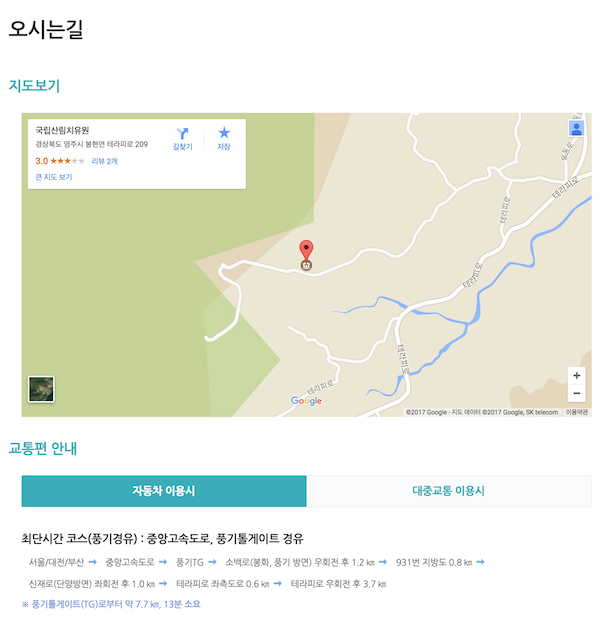 오시는길
지도보기
국립산림치유원
경상북도 영주시 봉현면 테라피로 209
3.0 ★★★★★ 리뷰 2개
큰 지도 보기
길찾기
저장
테라피로
테라피로
테라피로
테라피로
테라피로
Google
+
−
©2017 Google - 지도 데이터 ©2017 Google, SK telecom 이용약관
교통편 안내
자동차 이용시
대중교통 이용시
최단시간 코스(풍기경유) : 중앙고속도로, 풍기톨게이트 경유
서울/대전/부산 → 중앙고속도로 → 풍기TG → 소백로(봉화, 풍기 방면) 우회전 후 1.2 ㎞ → 931번 지방도 0.8 ㎞ →
신재로(단양방면) 좌회전 후 1.0 ㎞ → 테라피로 좌측도로 0.6 ㎞ → 테라피로 우회전 후 3.7 ㎞
※ 풍기톨게이트(TG)로부터 약 7.7 ㎞, 13분 소요